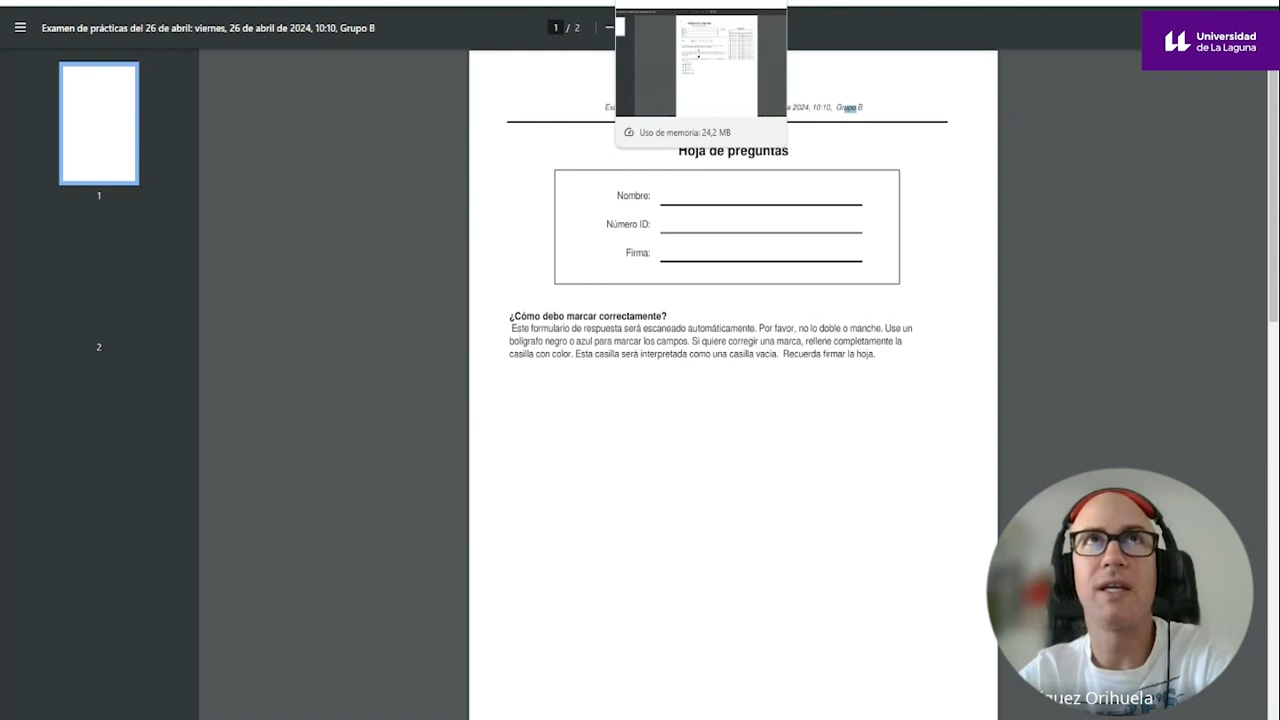 Examen de prácticas del 26 de abril: viernes, 26 de abril de 2024, 10:10, Grupo B
1 / 2
Universidad
de La Laguna
2024, 10:10, Grupo B
Uso de memoria: 24,2 MB
Hoja de preguntas
Nombre:
Número ID:
Firma:
1
2
¿Cómo debo marcar correctamente?
Este formulario de respuesta será escaneado automáticamente. Por favor, no lo doble o manche. Use un
bolígrafo negro o azul para marcar los campos. Si quiere corregir una marca, rellene completamente la
casilla con color. Esta casilla será interpretada como una casilla vacía. Recuerda firmar la hoja.
Orihuela